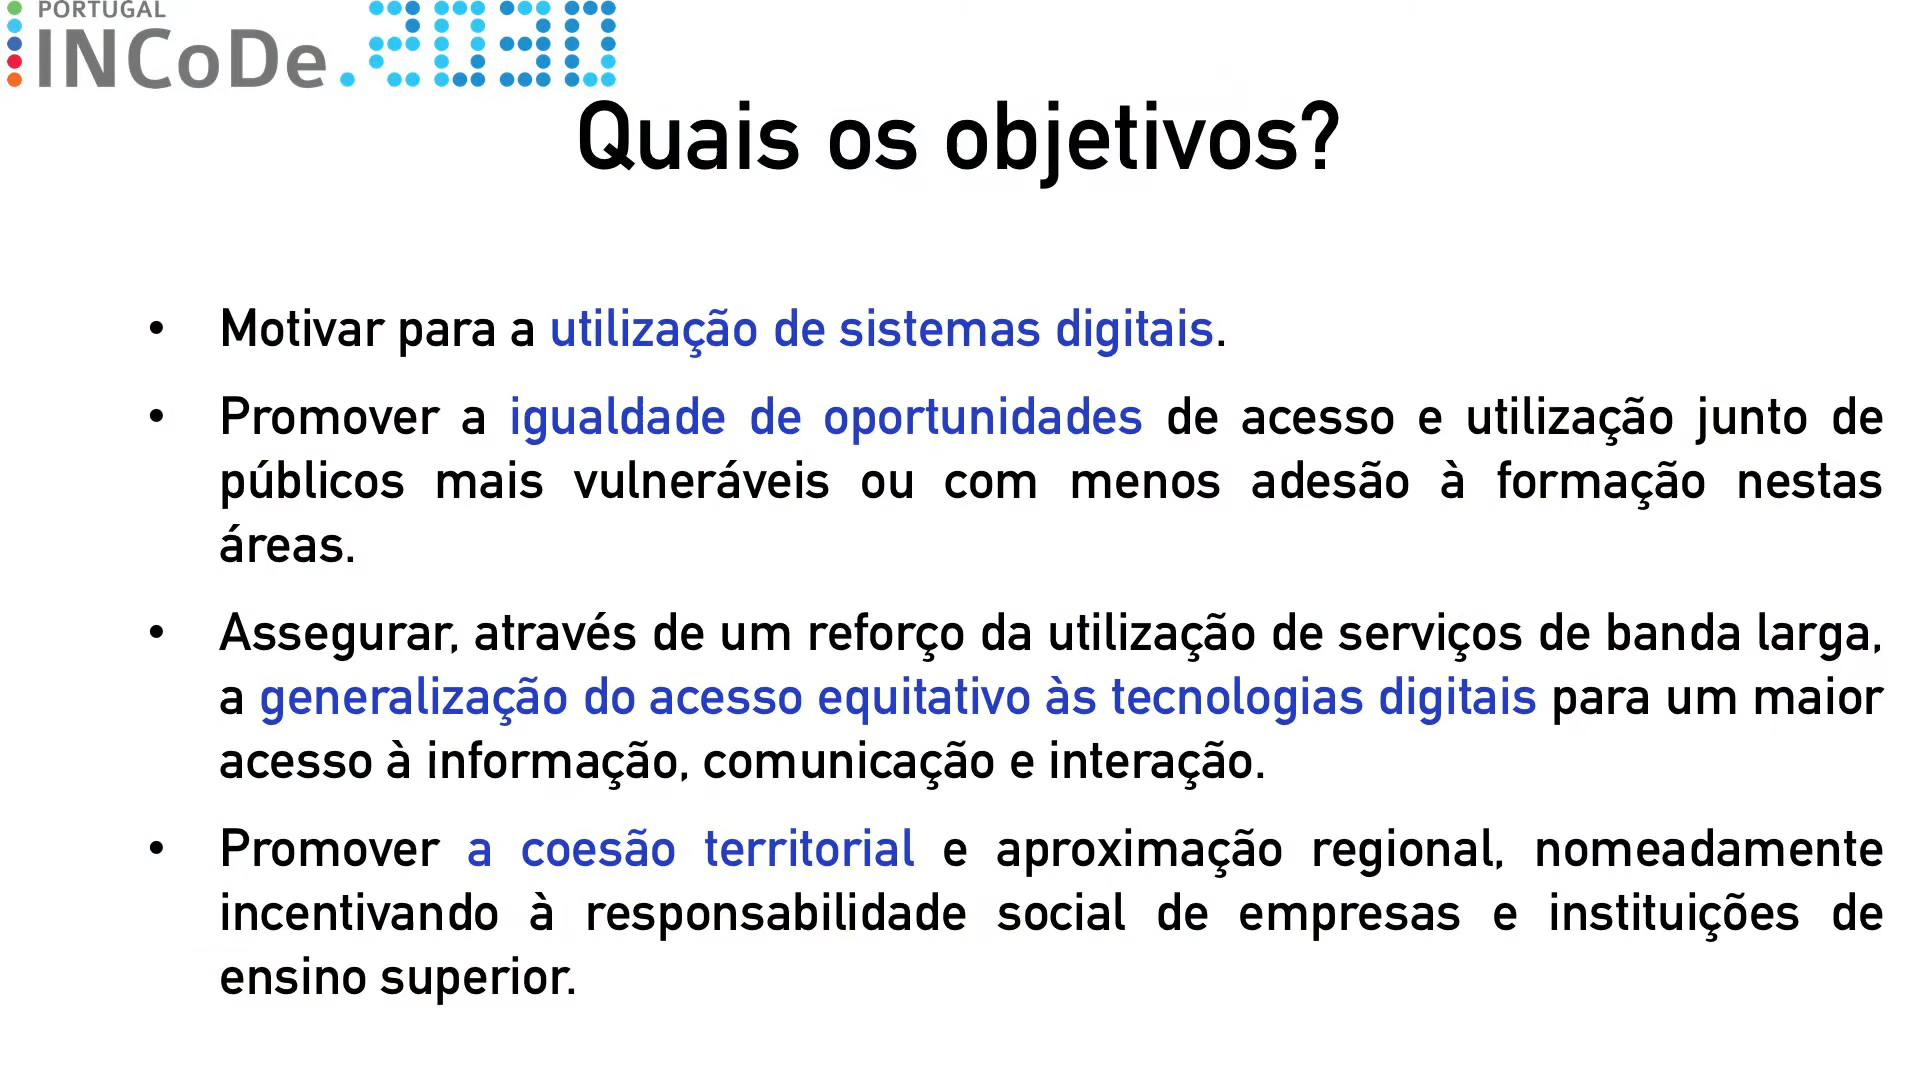 PORTUGAL
INCoDe.2030
Quais os objetivos?
• Motivar para a utilização de sistemas digitais.
• Promover a igualdade de oportunidades de acesso e utilização junto de
públicos mais vulneráveis ou com menos adesão à formação nestas
áreas.
• Assegurar, através de um reforço da utilização de serviços de banda larga,
a generalização do acesso equitativo às tecnologias digitais para um maior
acesso à informação, comunicação e interação.
• Promover a coesão territorial e aproximação regional, nomeadamente
incentivando à responsabilidade social de empresas e instituições de
ensino superior.